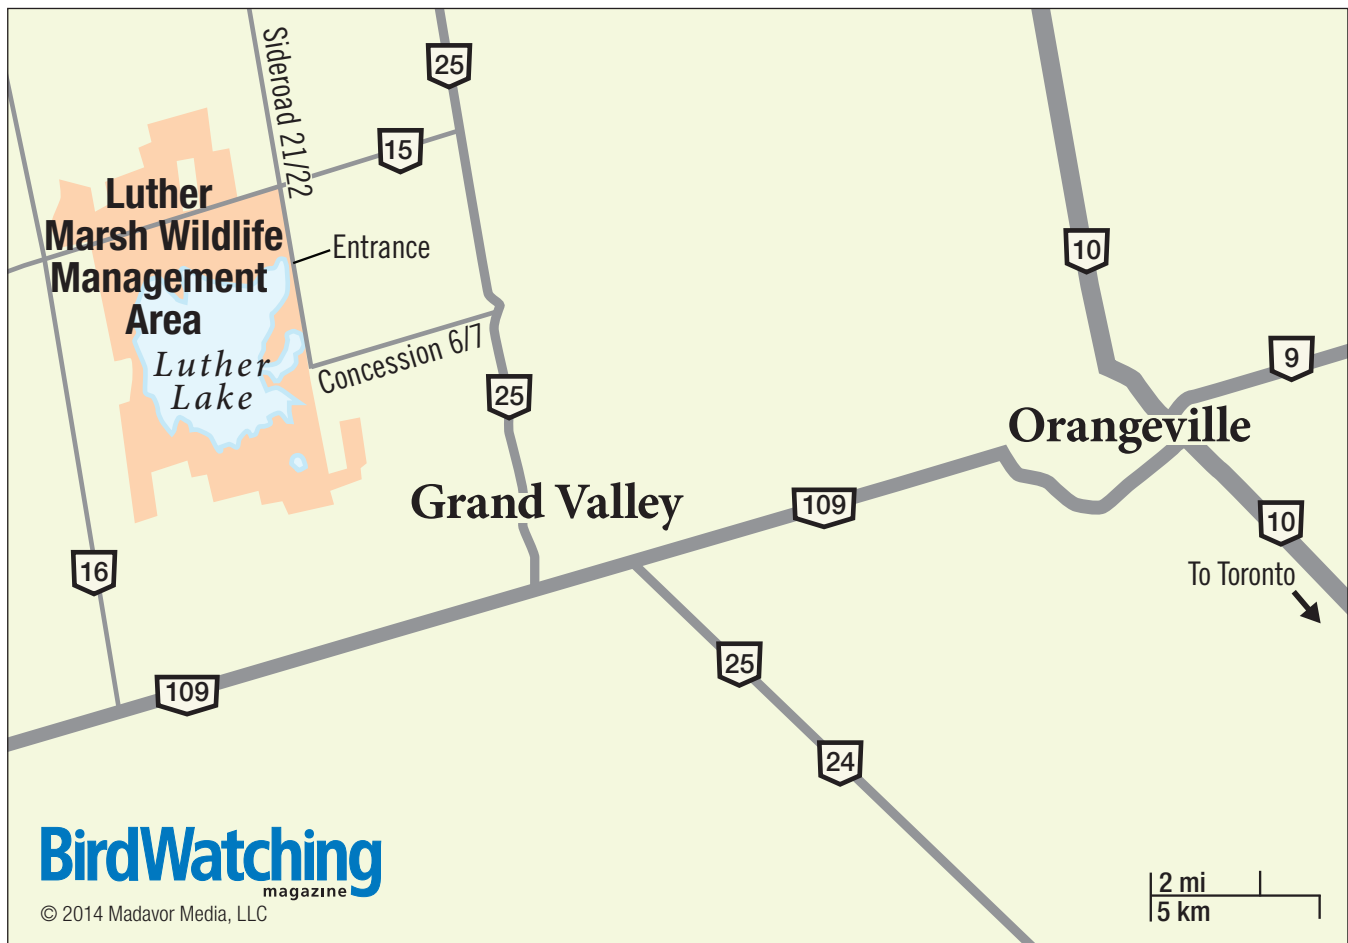 Sideroad 21/22
25
15
Luther
Marsh Wildlife
Management
Area
Entrance
10
Luther
Lake
Concession 6/7
9
25
Orangeville
Grand Valley
109
10
16
To Toronto
25
109
24
BirdWatching
magazine
© 2014 Madavor Media, LLC
2 mi
5 km